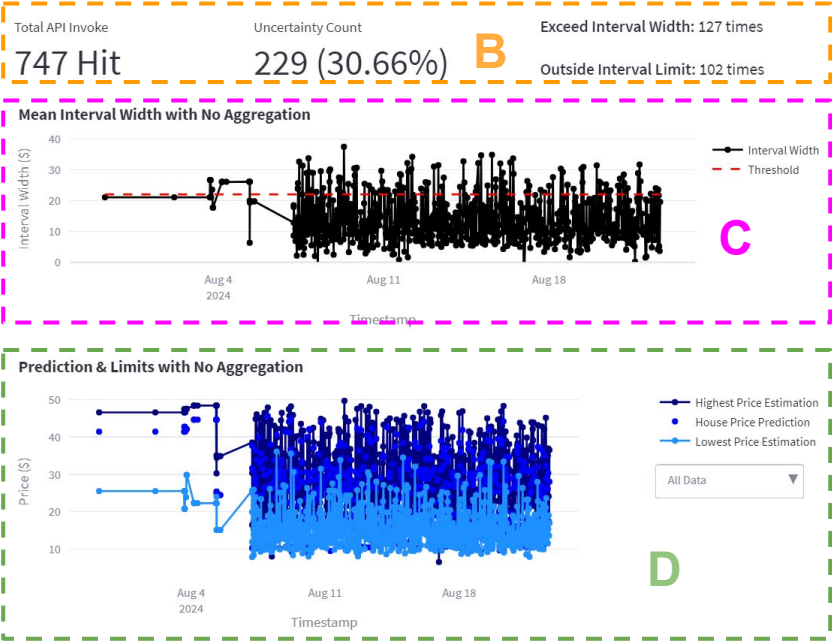 Total API Invoke
747 Hit
Uncertainty Count
229 (30.66%)
B
Exceed Interval Width: 127 times
Outside Interval Limit: 102 times
Mean Interval Width with No Aggregation
Interval Width ($)
40
30
20
10
0
Aug 4
2024
Aug 11
Aug 18
Timestamp
Interval Width
Threshold
C
Prediction & Limits with No Aggregation
Price ($)
50
40
30
20
10
Aug 4
2024
Aug 11
Aug 18
Timestamp
Highest Price Estimation
House Price Prediction
Lowest Price Estimation
All Data
D